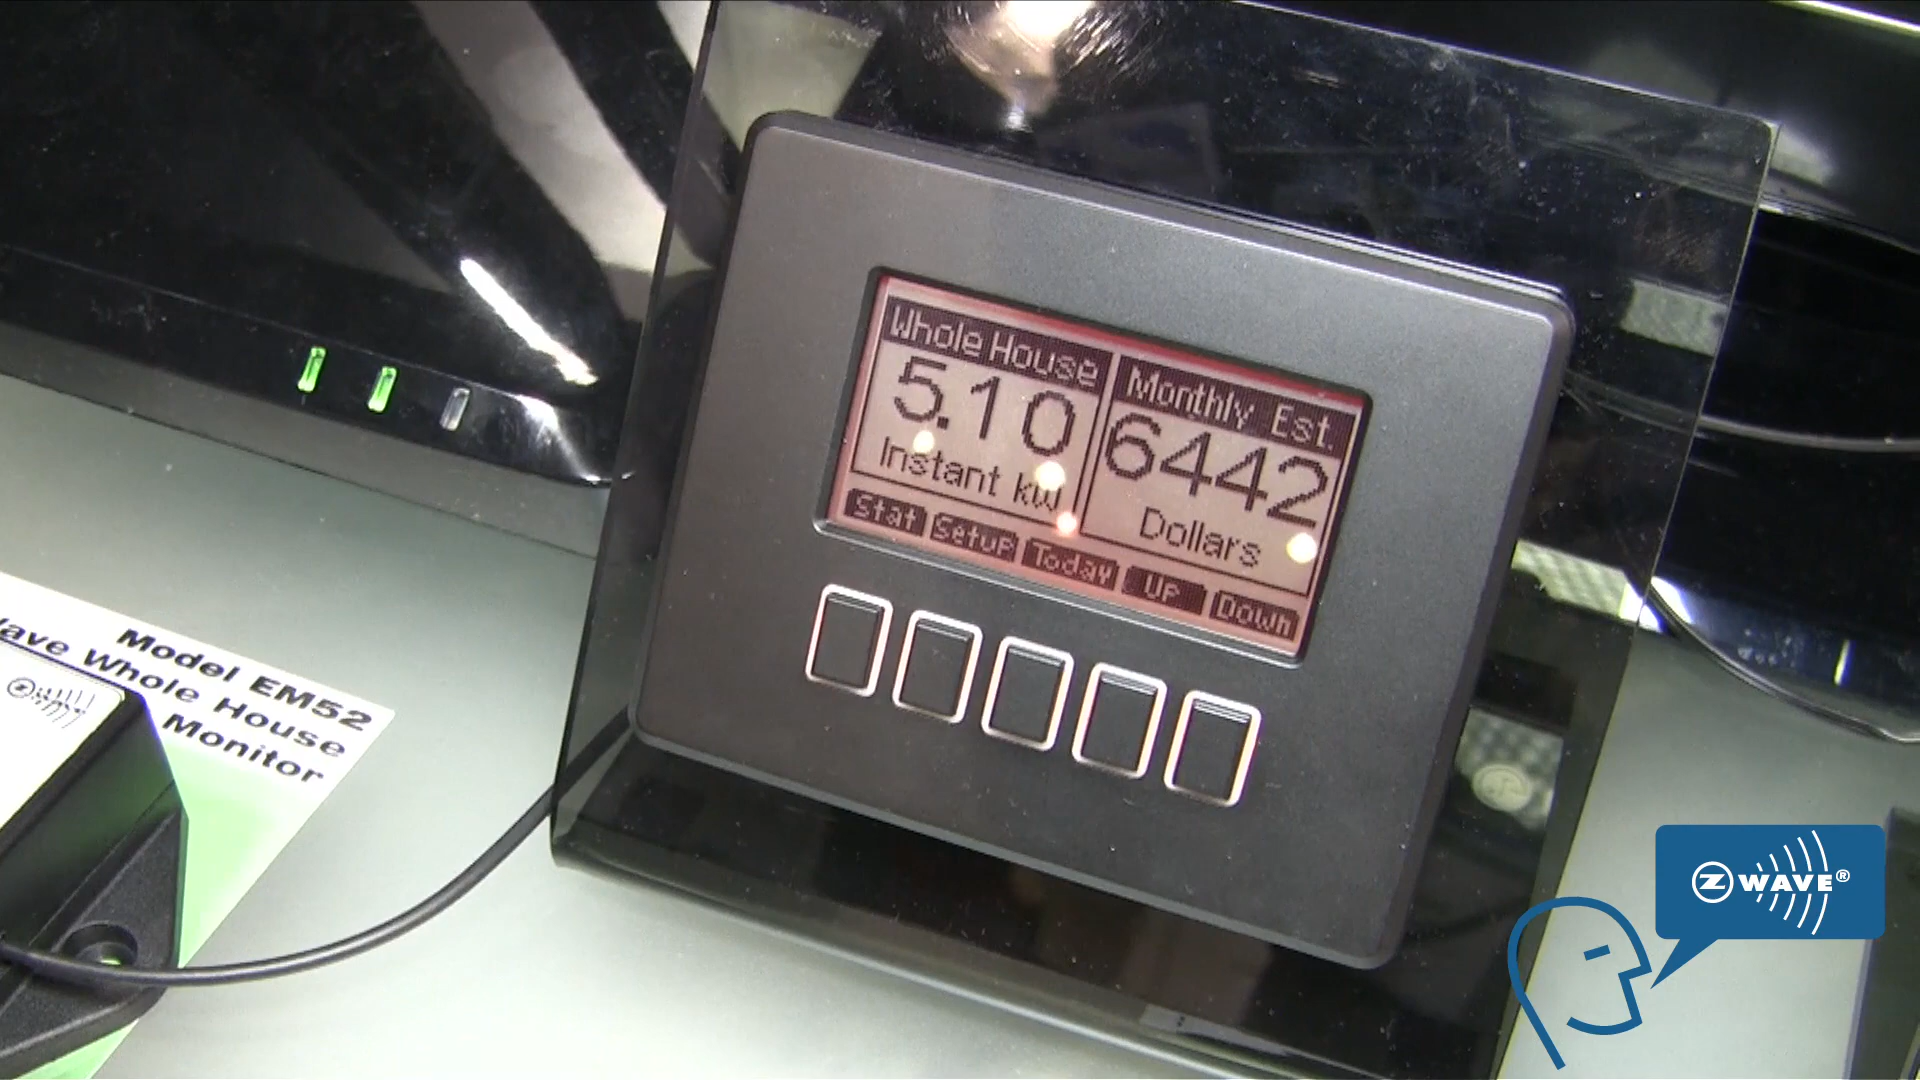 Whole House
5.10
Instant kW
Monthly Est.
6442
Dollars
Stat Setup Today Up Down
Model EM52
Wave Whole House
Monitor
Z WAVE®